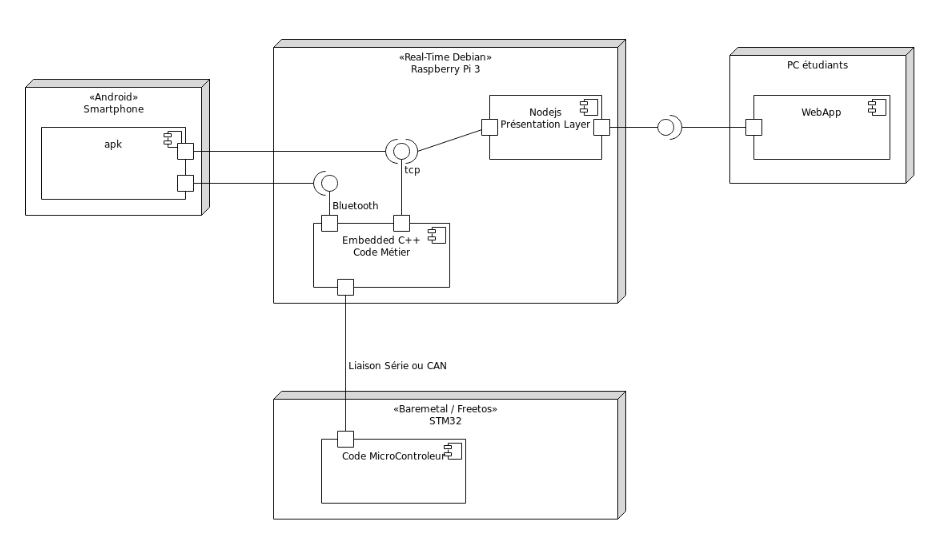 «Real-Time Debian»
Raspberry Pi 3
PC étudiants
«Android»
Smartphone
Nodejs
Présentation Layer
WebApp
apk
tcp
Bluetooth
Embedded C++
Code Métier
Liaison Série ou CAN
«Baremetal / Freetos»
STM32
Code MicroControleur